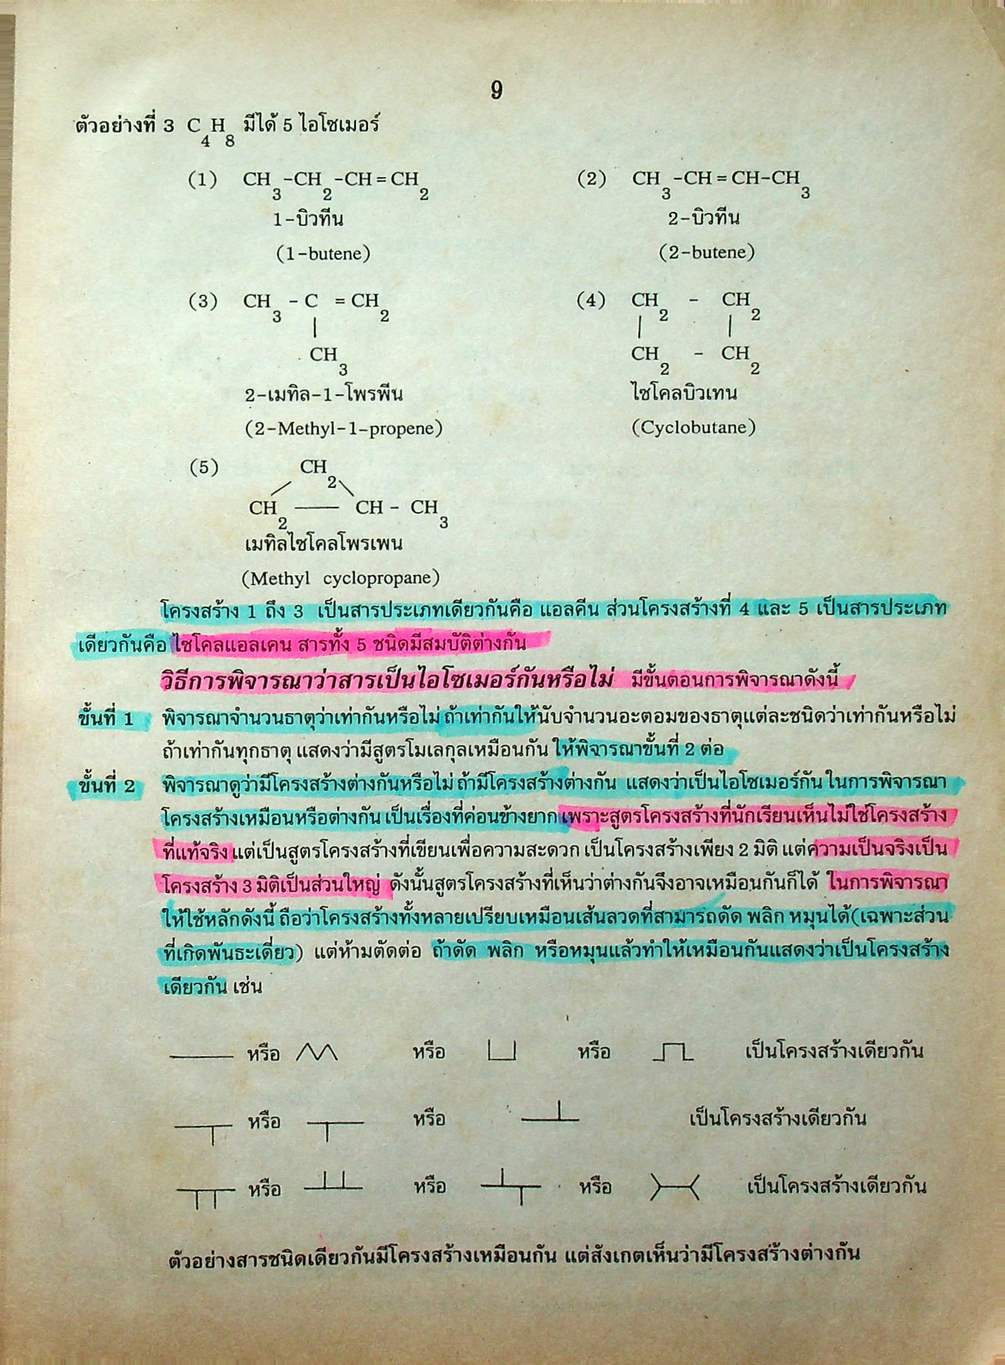 9
ตัวอย่างที่ 3 C4H8 มีได้ 5 ไอโซเมอร์
(1) CH3-CH2-CH=CH2 (2) CH3-CH=CH-CH3
1-บิวทีน 2-บิวทีน
(1-butene) (2-butene)
(3) CH3 - C = CH2 (4) CH2 - CH2
| | |
CH3 CH2 - CH2
2-เมทิล-1-โพรพีน ไซโคลบิวเทน
(2-Methyl-1-propene) (Cyclobutane)
(5) CH2
CH2 — CH - CH3
เมทิลไซโคลโพรเพน
(Methyl cyclopropane)
โครงสร้าง 1 ถึง 3 เป็นสารประเภทเดียวกันคือ แอลคีน ส่วนโครงสร้างที่ 4 และ 5 เป็นสารประเภท
เดียวกันคือ ไซโคลแอลเคน สารทั้ง 5 ชนิดมีสมบัติต่างกัน
วิธีการพิจารณาว่าสารเป็นไอโซเมอร์กันหรือไม่ มีขั้นตอนการพิจารณาดังนี้
ขั้นที่ 1 พิจารณาจำนวนธาตุว่าเท่ากันหรือไม่ ถ้าเท่ากันให้นับจำนวนอะตอมของธาตุแต่ละชนิดว่าเท่ากันหรือไม่
ถ้าเท่ากันทุกธาตุ แสดงว่ามีสูตรโมเลกุลเหมือนกัน ให้พิจารณาขั้นที่ 2 ต่อ
ขั้นที่ 2 พิจารณาดูว่ามีโครงสร้างต่างกันหรือไม่ ถ้ามีโครงสร้างต่างกัน แสดงว่าเป็นไอโซเมอร์กัน ในการพิจารณา
โครงสร้างเหมือนหรือต่างกัน เป็นเรื่องที่ค่อนข้างยาก เพราะสูตรโครงสร้างที่นักเรียนเห็นไม่ใช่โครงสร้าง
ที่แท้จริง แต่เป็นสูตรโครงสร้างที่เขียนเพื่อความสะดวก เป็นโครงสร้างเพียง 2 มิติ แต่ความเป็นจริงเป็น
โครงสร้าง 3 มิติเป็นส่วนใหญ่ ดังนั้นสูตรโครงสร้างที่เห็นว่าต่างกันจึงอาจเหมือนกันก็ได้ ในการพิจารณา
ให้ใช้หลักดังนี้ ถือว่าโครงสร้างทั้งหลายเปรียบเหมือนเส้นลวดที่สามารถดัด พลิก หมุนได้(เฉพาะส่วน
ที่เกิดพันธะเดี่ยว) แต่ห้ามตัดต่อ ถ้าดัด พลิก หรือหมุนแล้วทำให้เหมือนกันแสดงว่าเป็นโครงสร้าง
เดียวกัน เช่น
หรือ หรือ หรือ เป็นโครงสร้างเดียวกัน
หรือ หรือ เป็นโครงสร้างเดียวกัน
หรือ หรือ หรือ เป็นโครงสร้างเดียวกัน
ตัวอย่างสารชนิดเดียวกันมีโครงสร้างเหมือนกัน แต่สังเกตเห็นว่ามีโครงสร้างต่างกัน